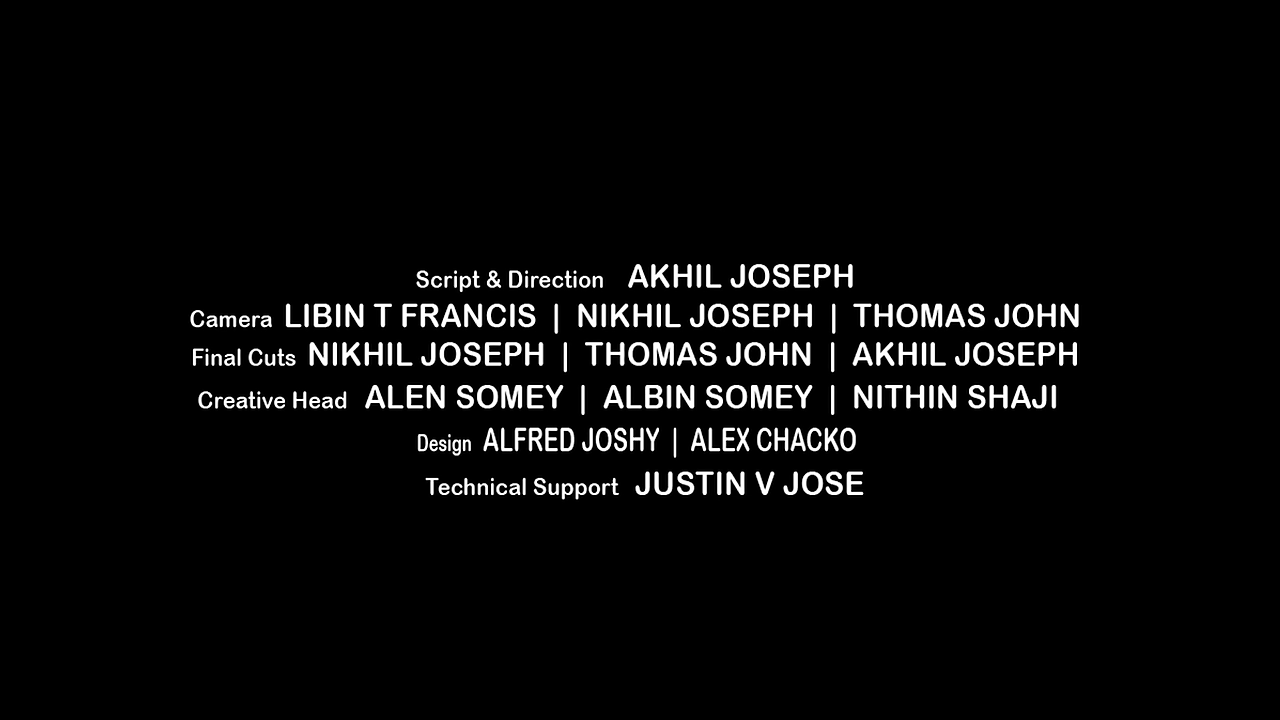 Script & Direction AKHIL JOSEPH
Camera LIBIN T FRANCIS | NIKHIL JOSEPH | THOMAS JOHN
Final Cuts NIKHIL JOSEPH | THOMAS JOHN | AKHIL JOSEPH
Creative Head ALEN SOMEY | ALBIN SOMEY | NITHIN SHAJI
Design ALFRED JOSHY | ALEX CHACKO
Technical Support JUSTIN V JOSE